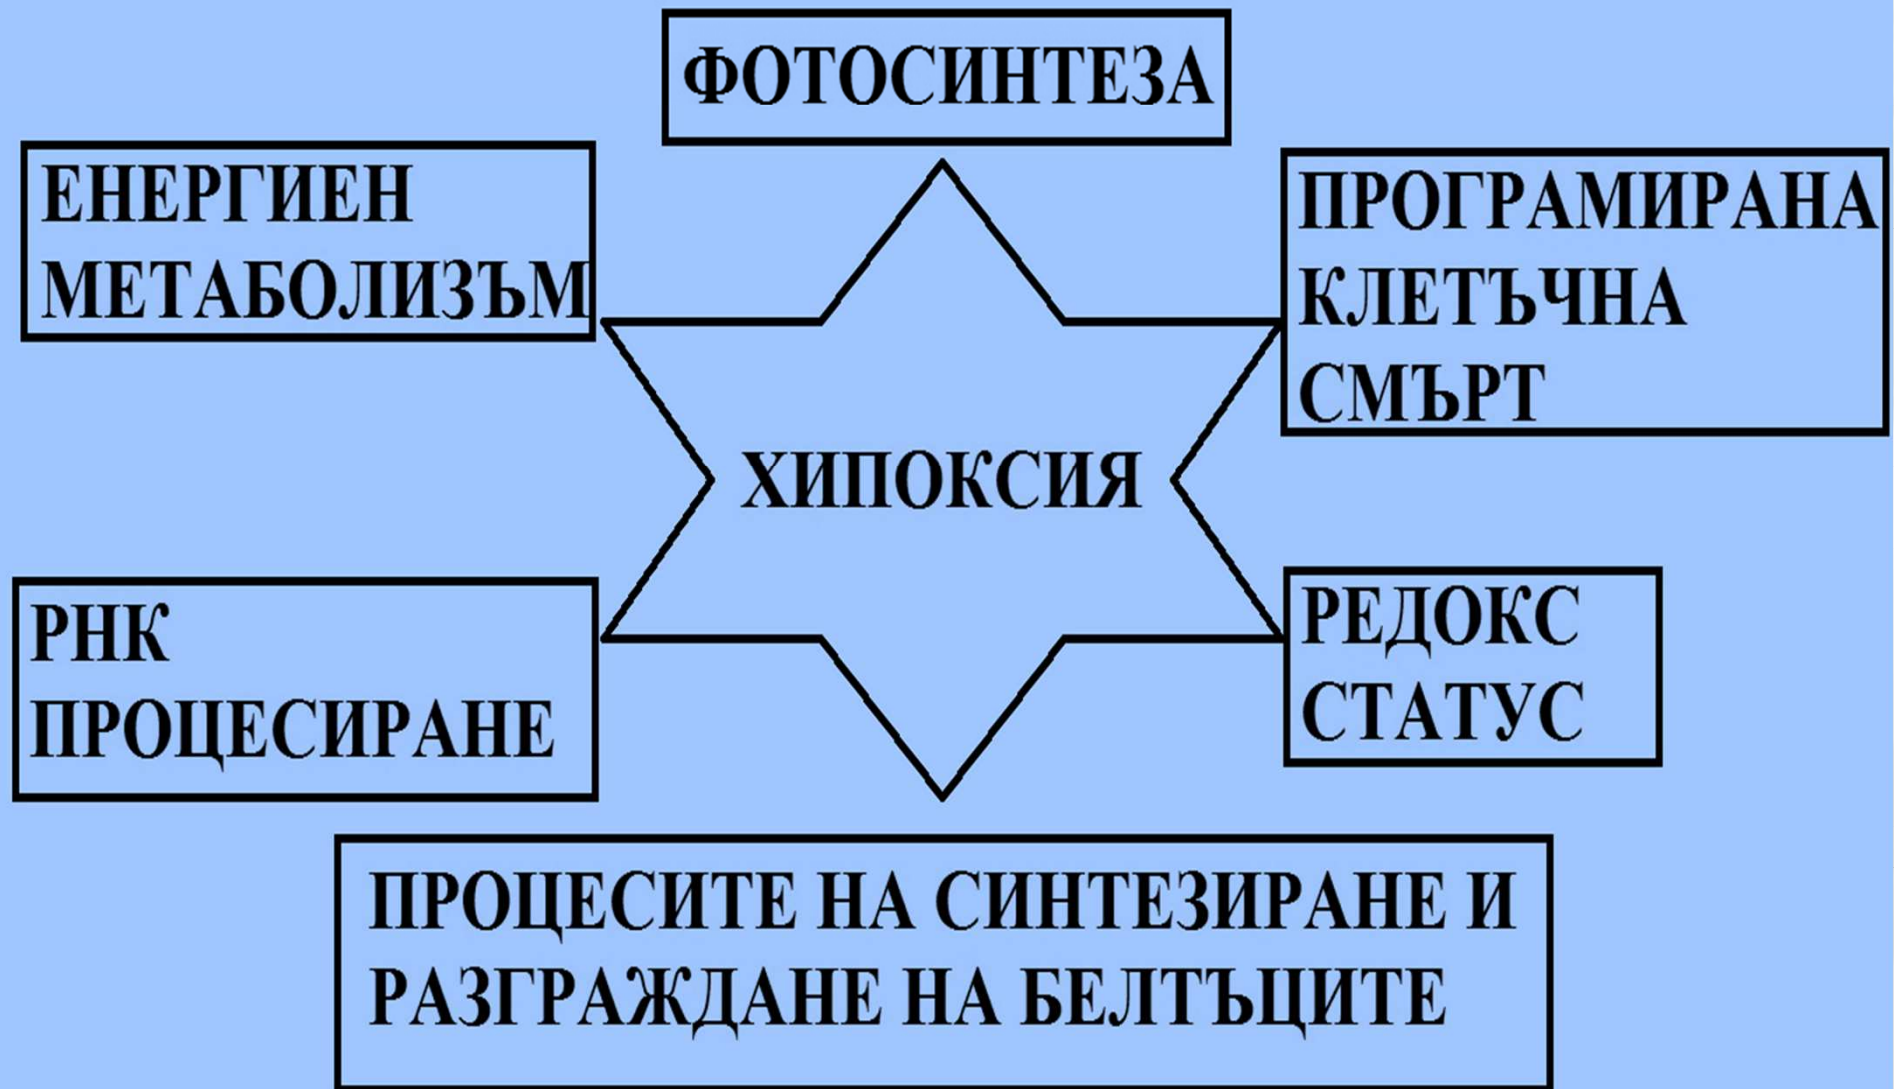 ФОТОСИНТЕЗА
ЕНЕРГИЕН
МЕТАБОЛИЗЪМ
ПРОГРАМИРАНА
КЛЕТЪЧНА
СМЪРТ
ХИПОКСИЯ
РНК
ПРОЦЕСИРАНЕ
РЕДОКС
СТАТУС
ПРОЦЕСИТЕ НА СИНТЕЗИРАНЕ И
РАЗГРАЖДАНЕ НА БЕЛТЪЦИТЕ